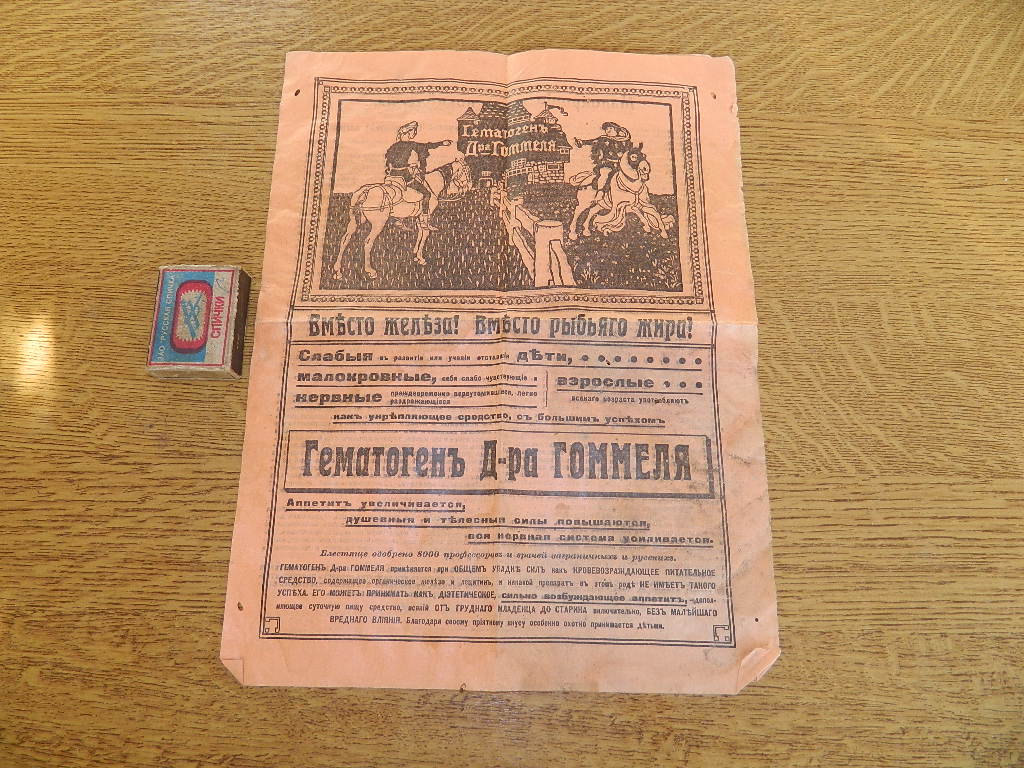 Гематогенъ
Д-ра Гоммеля.
Вмѣсто желѣза! Вмѣсто рыбьяго жира!
Слабыя въ развитіи или ученіи отсталыя дѣти,
малокровные, себя слабо чувствующіе и
нервные преждевременно переутомившіеся, легко
раздражающіеся
взрослые
всякаго возраста употребляютъ
какъ укрѣпляющее средство, съ большимъ успѣхомъ
Гематогенъ Д-ра ГОММЕЛЯ
Аппетитъ увеличивается,
душевныя и тѣлесныя силы повышаются,
вся нервная система усиливается.
Блестяще одобрено 8000 профессоровъ и врачей заграничныхъ и русскихъ.
ГЕМАТОГЕНЪ Д-ра ГОММЕЛЯ примѣняется при ОБЩЕМЪ УПАДКѢ СИЛЪ какъ КРОВЕВОЗРАЖДАЮЩЕЕ ПИТАТЕЛЬНОЕ
СРЕДСТВО, содержащее органическое желѣзо и лецитинъ, и никакой препаратъ въ этомъ родѣ НЕ ИМѢЕТЪ ТАКОГО
УСПѢХА. ЕГО МОЖЕТЪ ПРИНИМАТЬ КАКЪ ДІЭТЕТИЧЕСКОЕ, сильно возбуждающее аппетитъ, допол-
няющее суточную пищу средство, всякій ОТЪ ГРУДНАГО МЛАДЕНЦА ДО СТАРИКА включительно, БЕЗЪ МАЛѢЙШАГО
ВРЕДНАГО ВЛІЯНІЯ. Благодаря своему пріятному вкусу особенно охотно принимается дѣтьми.
ЗАО "РУССКАЯ СПИЧКА"
СПИЧКИ